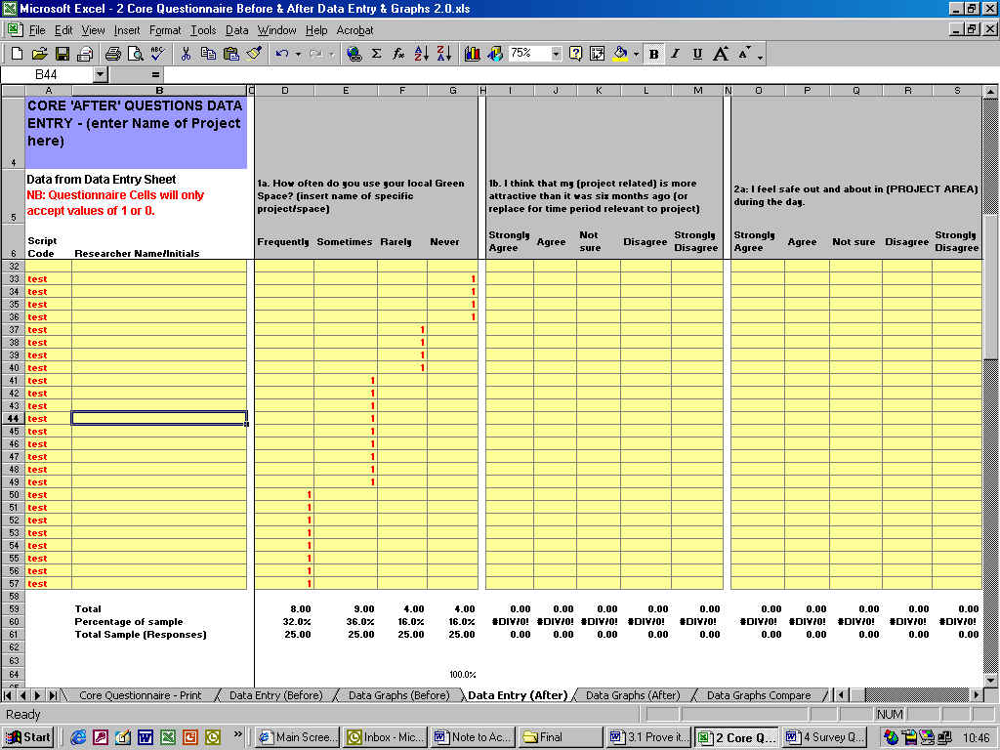 Microsoft Excel - 2 Core Questionnaire Before & After Data Entry & Graphs 2.0.xls
File Edit View Insert Format Tools Data Window Help Acrobat
75%
B44 =
A B C D E F G H I J K L M N O P Q R S
CORE 'AFTER' QUESTIONS DATA
ENTRY - (enter Name of Project
here)
4
Data from Data Entry Sheet
NB: Questionnaire Cells will only
accept values of 1 or 0.
5
1a. How often do you use your local Green
Space? (insert name of specific
project/space)
1b. I think that my (project related) is more
attractive than it was six months ago (or
replace for time period relevant to project)
2a: I feel safe out and about in (PROJECT AREA)
during the day.
6 Script Code Researcher Name/Initials Frequently Sometimes Rarely Never Strongly Agree Agree Not sure Disagree Strongly Disagree Strongly Agree Agree Not sure Disagree Strongly Disagree
32
33 test 1
34 test 1
35 test 1
36 test 1
37 test 1
38 test 1
39 test 1
40 test 1
41 test 1
42 test 1
43 test 1
44 test 1
45 test 1
46 test 1
47 test 1
48 test 1
49 test 1
50 test 1
51 test 1
52 test 1
53 test 1
54 test 1
55 test 1
56 test 1
57 test 1
58
59 Total 8.00 9.00 4.00 4.00 0.00 0.00 0.00 0.00 0.00 0.00 0.00 0.00 0.00 0.00
60 Percentage of sample 32.0% 36.0% 16.0% 16.0% #DIV/0! #DIV/0! #DIV/0! #DIV/0! #DIV/0! #DIV/0! #DIV/0! #DIV/0! #DIV/0! #DIV/0!
61 Total Sample (Responses) 25.00 25.00 25.00 25.00 0.00 0.00 0.00 0.00 0.00 0.00 0.00 0.00 0.00 0.00
62
63
64 100.0%
Core Questionnaire - Print Data Entry (Before) Data Graphs (Before) Data Entry (After) Data Graphs (After) Data Graphs Compare
Ready NUM
Start Main Scree... Inbox - Mic... Note to Ac... Final 3.1 Prove it... 2 Core Q... 4 Survey Q... 10:46